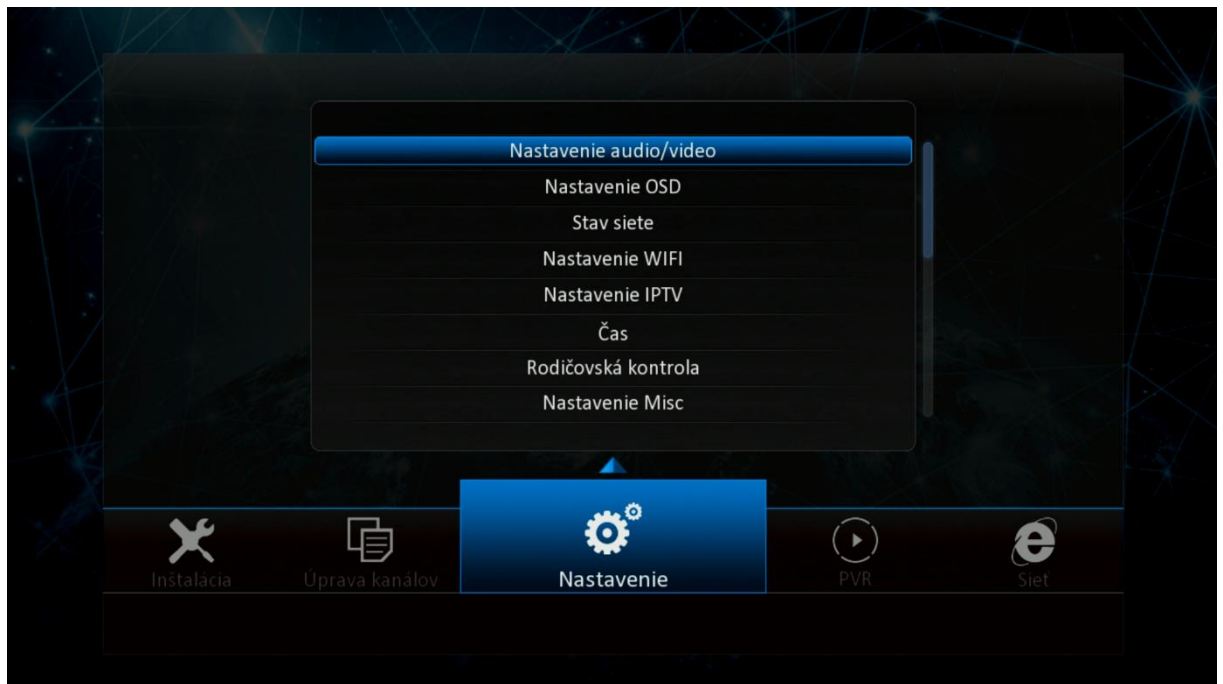 Nastavenie audio/video
Nastavenie OSD
Stav siete
Nastavenie WIFI
Nastavenie IPTV
Čas
Rodičovská kontrola
Nastavenie Misc
Inštalácia
Úprava kanálov
Nastavenie
PVR
Sieť